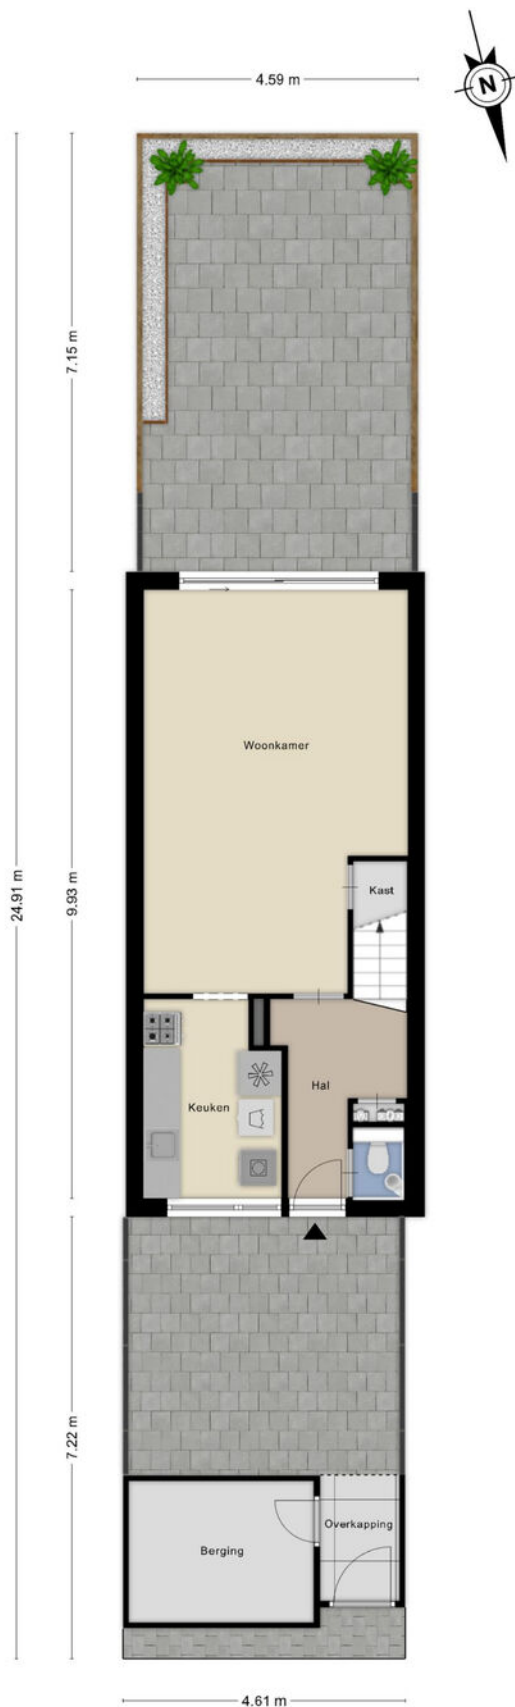 4.59 m
N
7.15 m
Woonkamer
24.91 m
9.93 m
Kast
Keuken
Hal
7.22 m
Overkapping
Berging
4.61 m